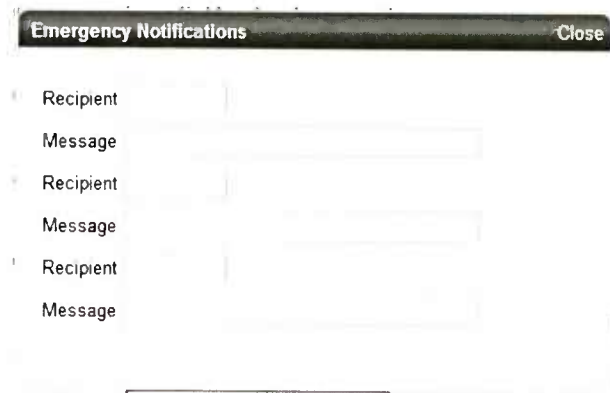 Emergency Notifications Close
Recipient
Message
Recipient
Message
Recipient
Message